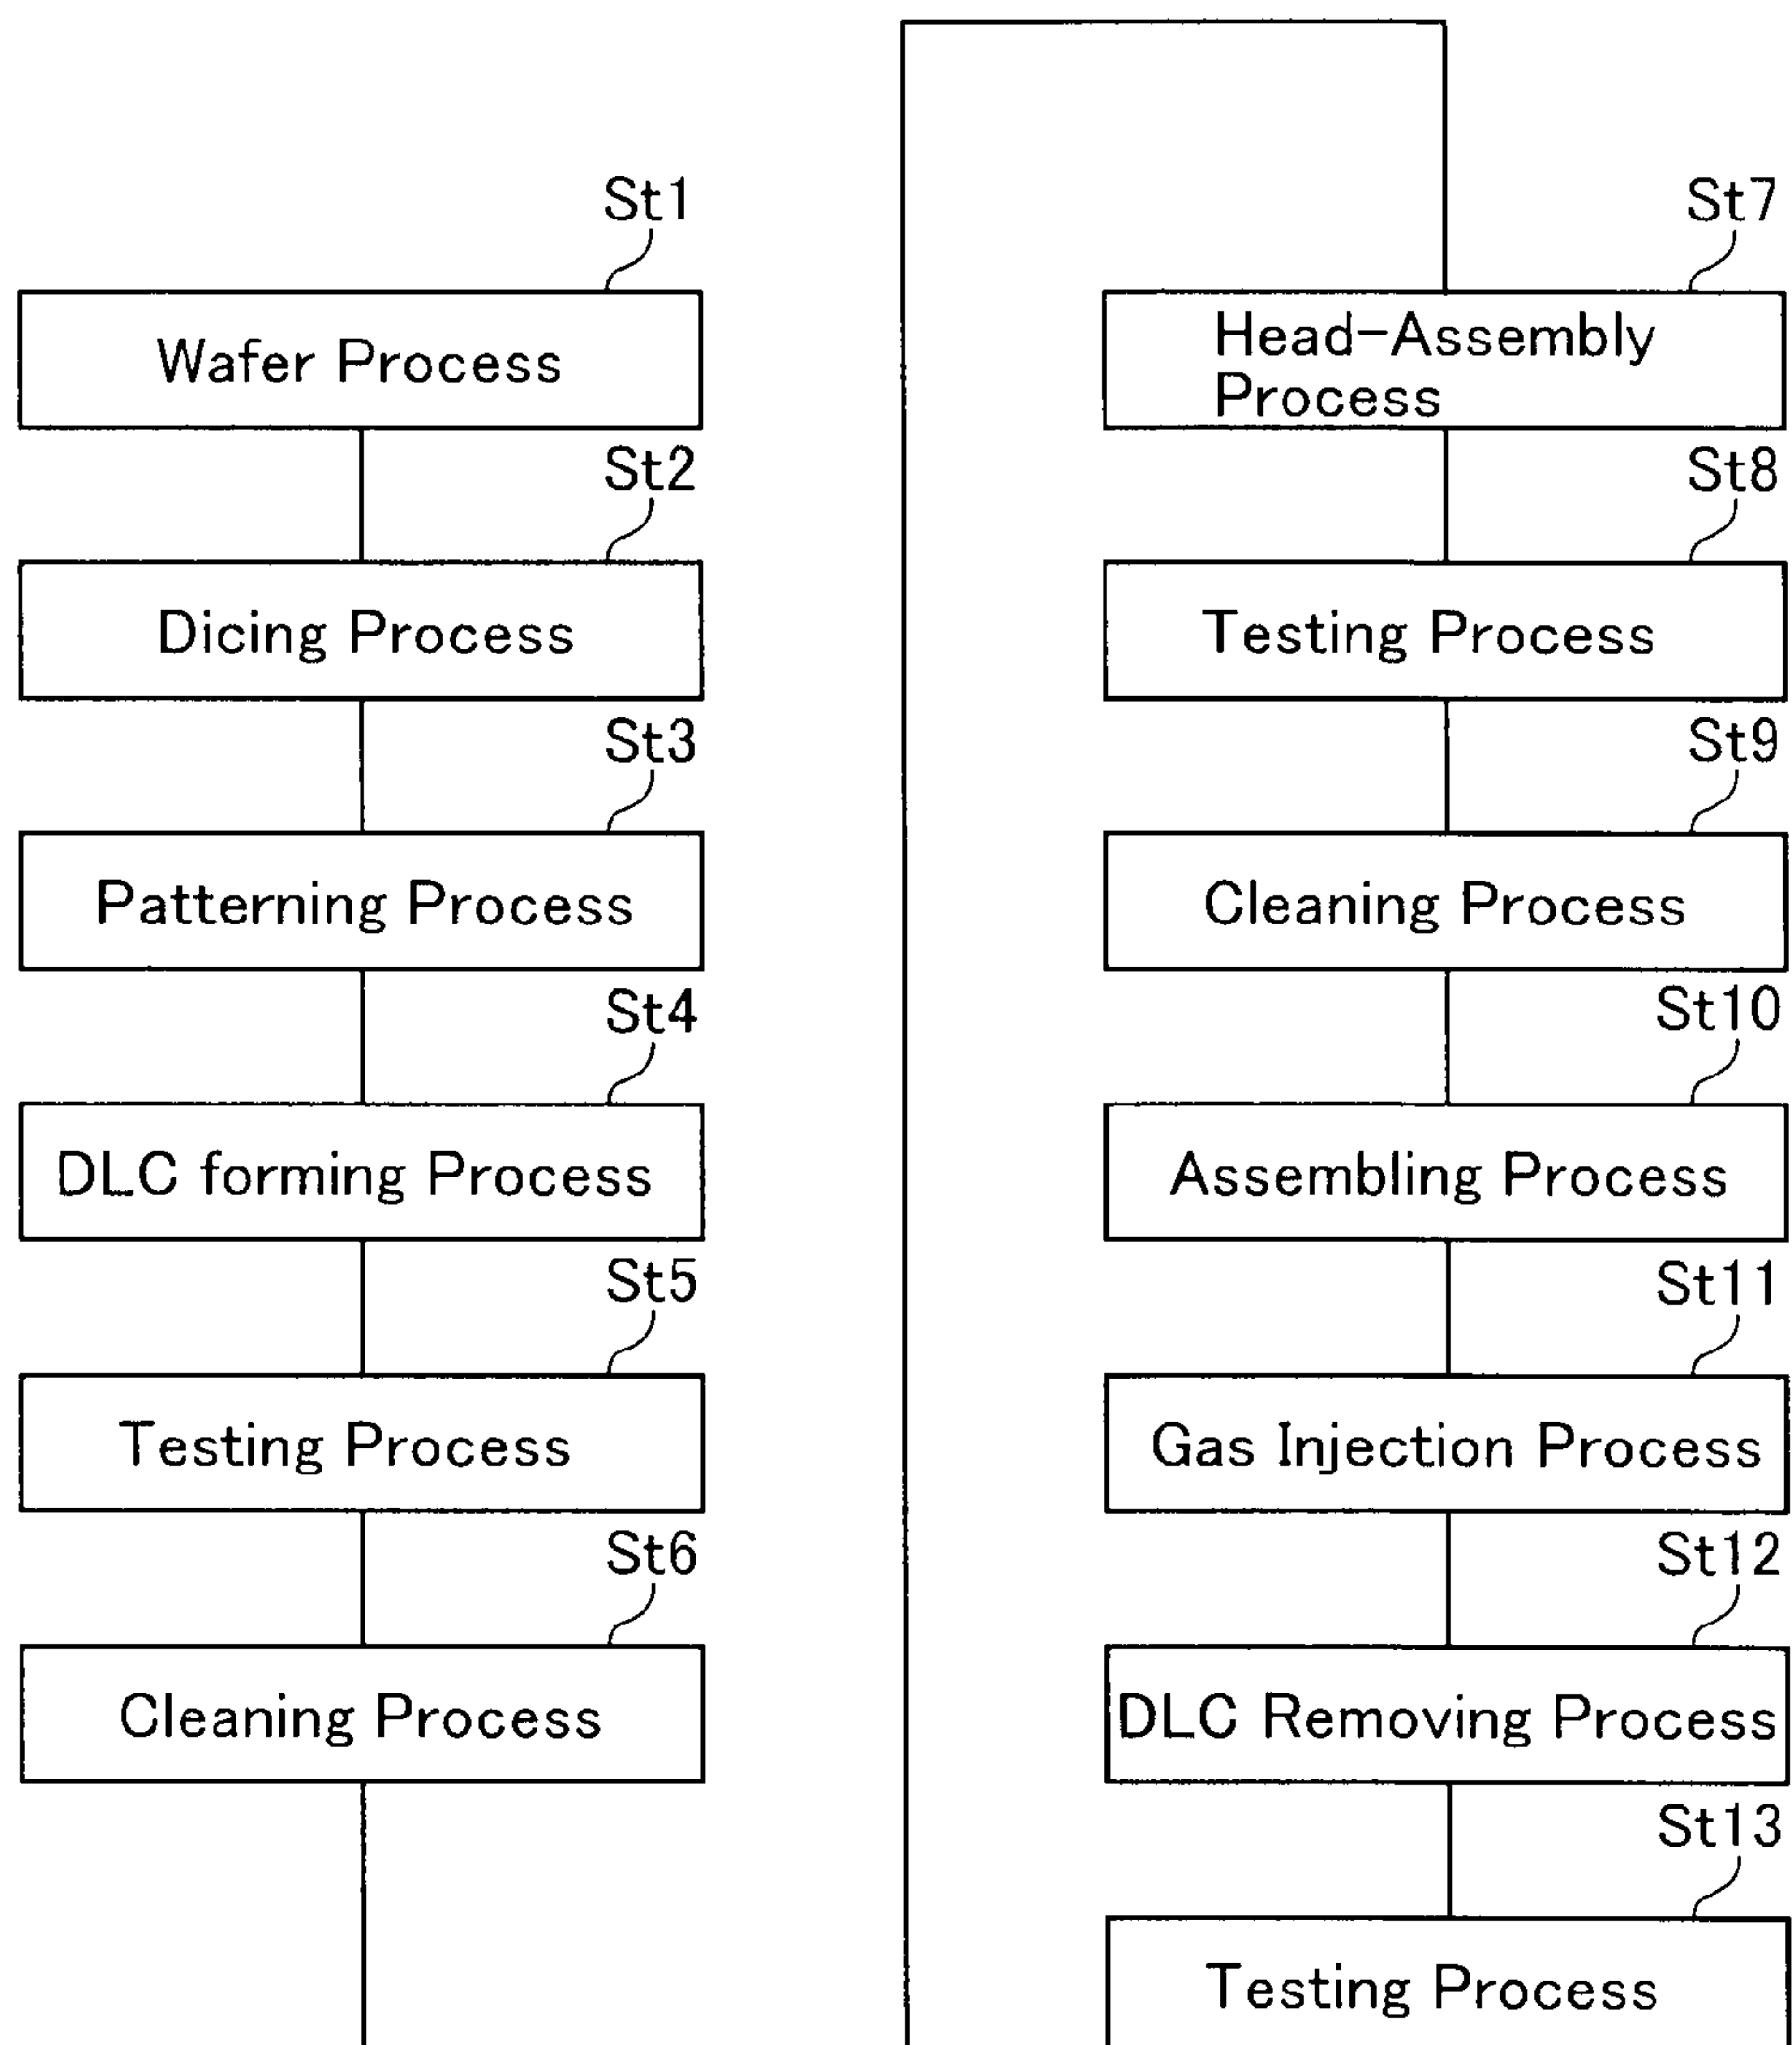 St1
Wafer Process
St2
Dicing Process
St3
Patterning Process
St4
DLC forming Process
St5
Testing Process
St6
Cleaning Process
St7
Head-Assembly
Process
St8
Testing Process
St9
Cleaning Process
St10
Assembling Process
St11
Gas Injection Process
St12
DLC Removing Process
St13
Testing Process